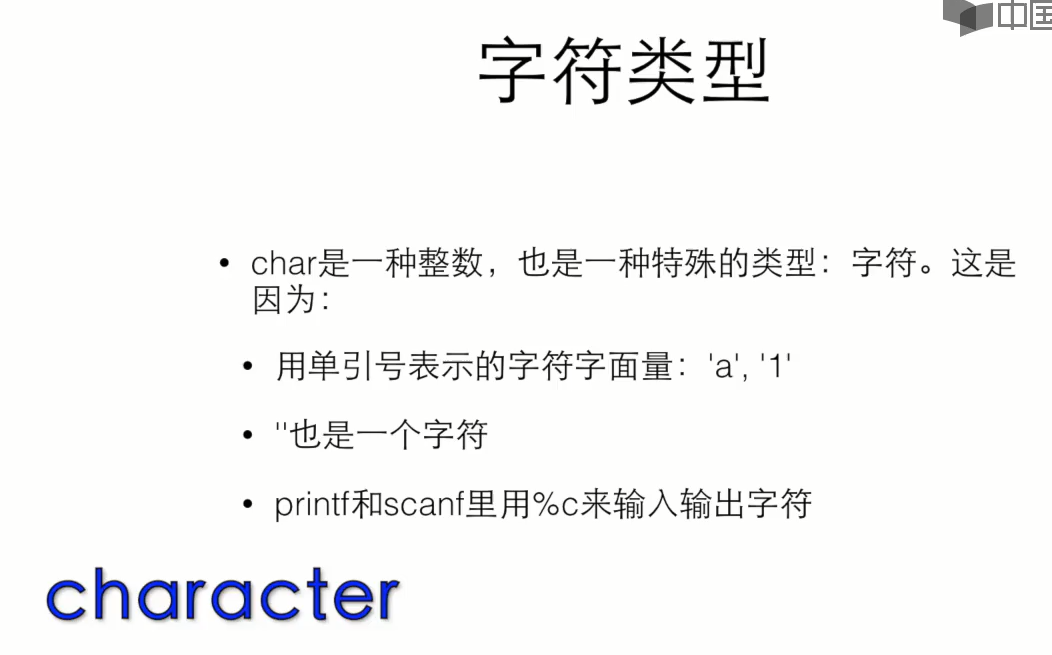 中国
字符类型
• char是一种整数，也是一种特殊的类型：字符。这是
因为：
• 用单引号表示的字符字面量：'a', '1'
• ''也是一个字符
• printf和scanf里用%c来输入输出字符
character